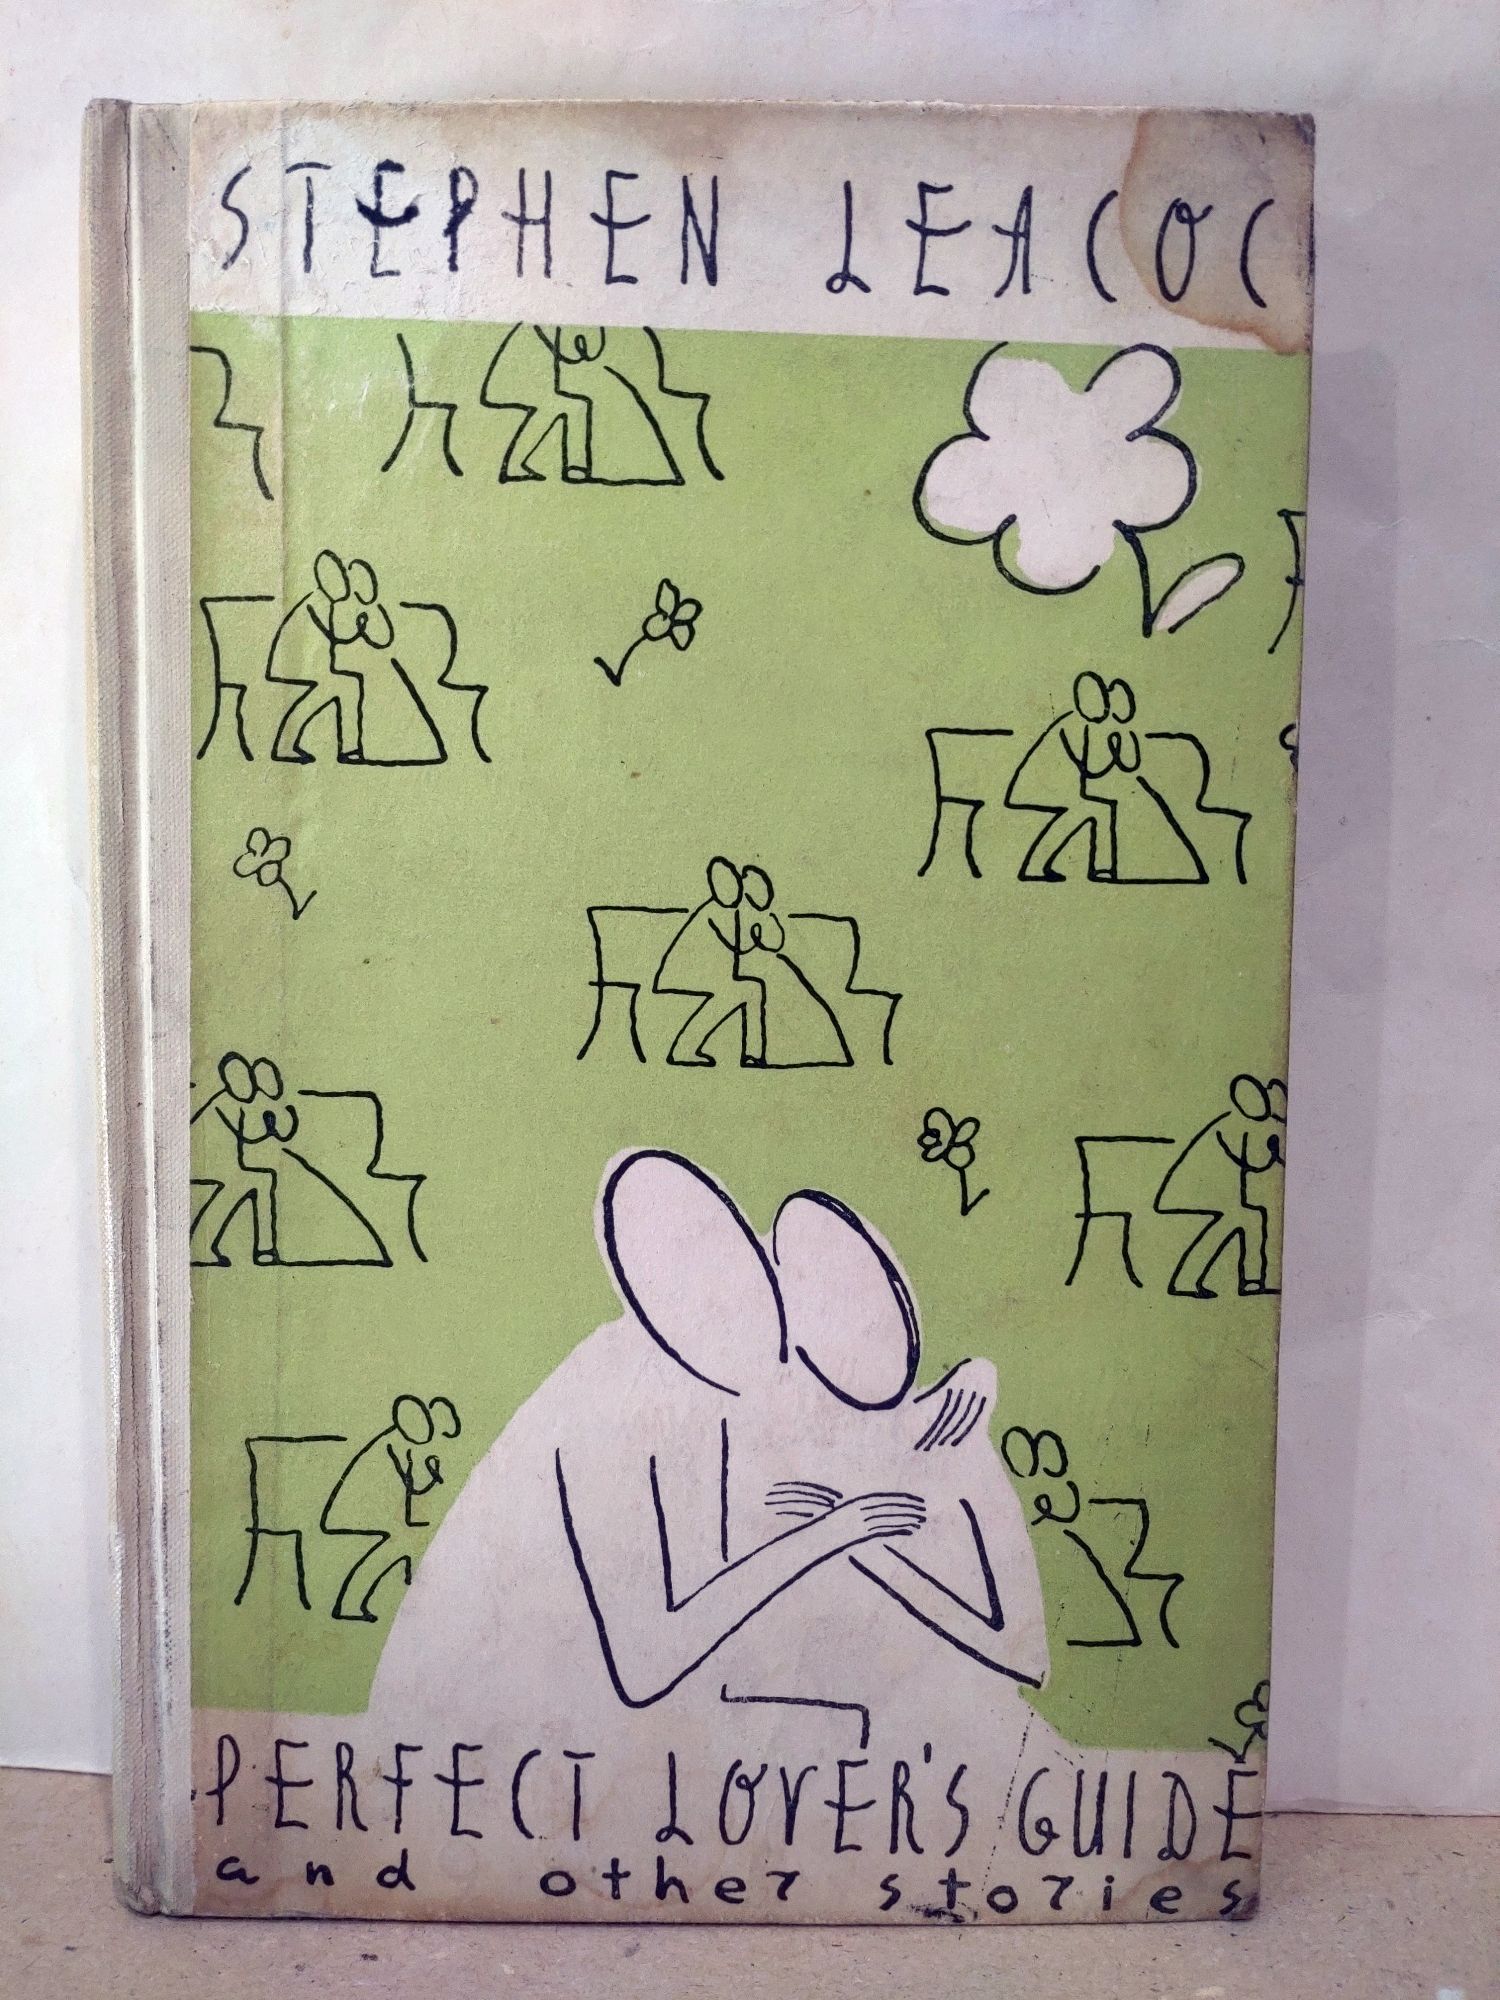 STEPHEN LEACOC
PERFECT LOVER'S GUIDE
and other stories